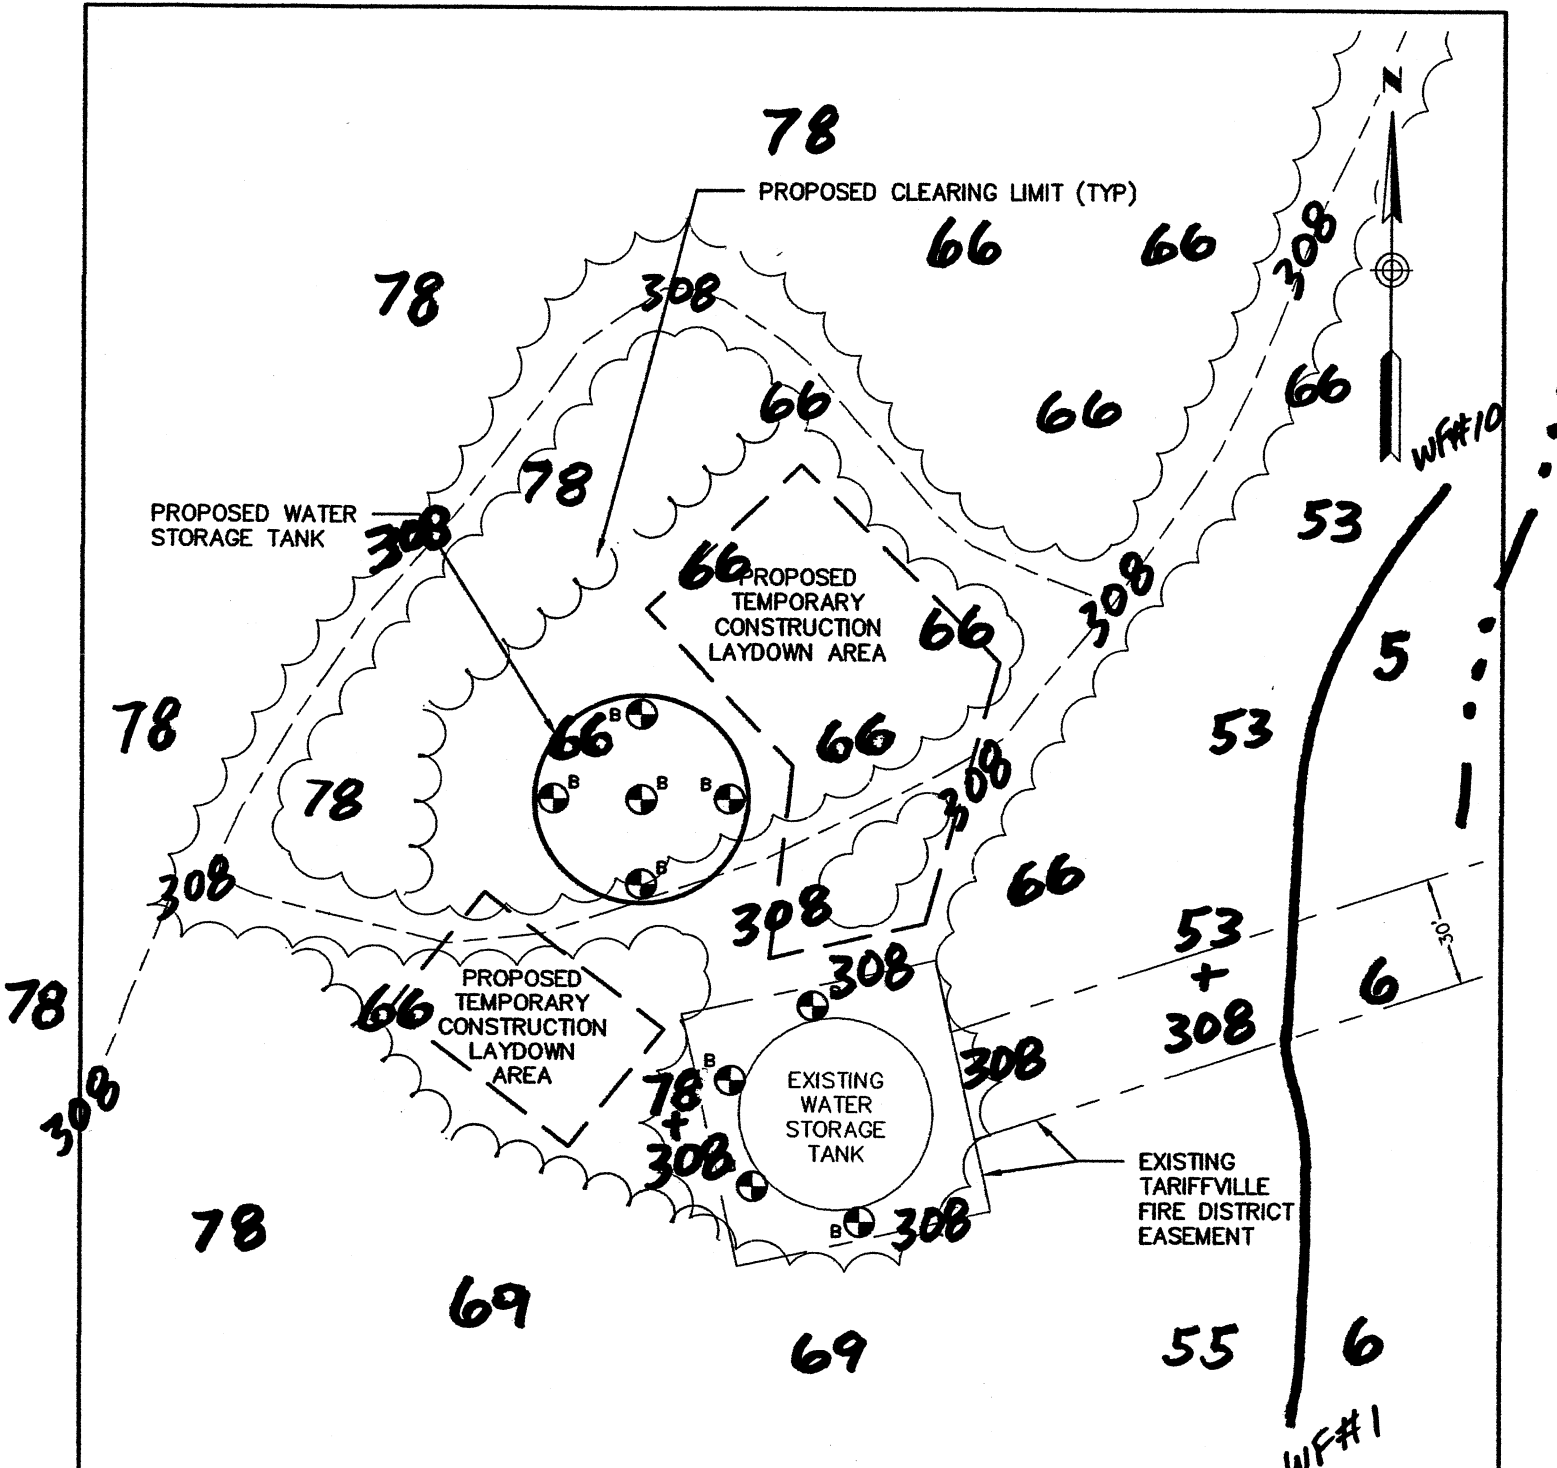 N
78
PROPOSED CLEARING LIMIT (TYP)
66
66
308
78
308
66
66
66
WF#10
78
PROPOSED WATER
STORAGE TANK
308
53
66
PROPOSED
TEMPORARY
CONSTRUCTION
LAYDOWN AREA
66
308
5
78
66
B
66
53
78
B
B
B
308
308
66
B
308
53
+
308
30'
6
78
66
PROPOSED
TEMPORARY
CONSTRUCTION
LAYDOWN
AREA
308
308
308
B
78
+
308
EXISTING
WATER
STORAGE
TANK
EXISTING
TARIFFVILLE
FIRE DISTRICT
EASEMENT
78
B
308
69
69
55
6
WF#1